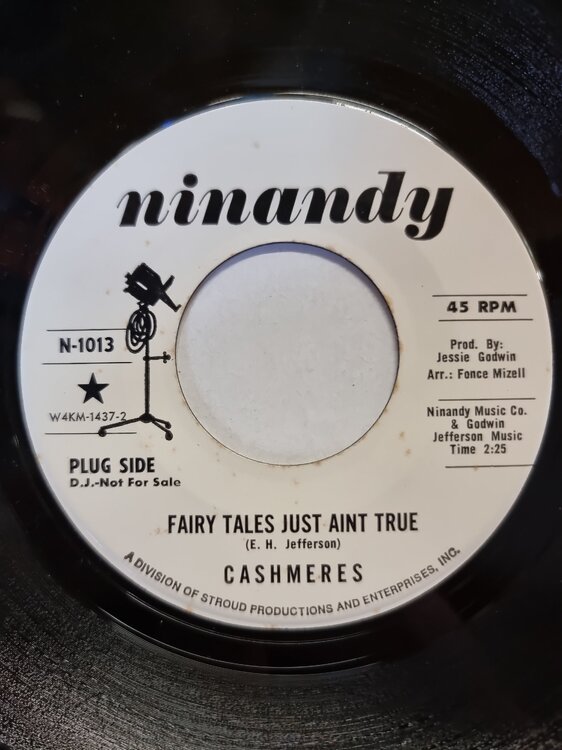 ninandy
45 RPM
N-1013
Prod. By:
Jessie Godwin
Arr.: Fonce Mizell
W4KM-1437-2
Ninandy Music Co.
& Godwin
Jefferson Music
Time 2:25
PLUG SIDE
D.J.-Not For Sale
FAIRY TALES JUST AINT TRUE
(E. H. Jefferson)
CASHMERES
A DIVISION OF STROUD PRODUCTIONS AND ENTERPRISES, INC.